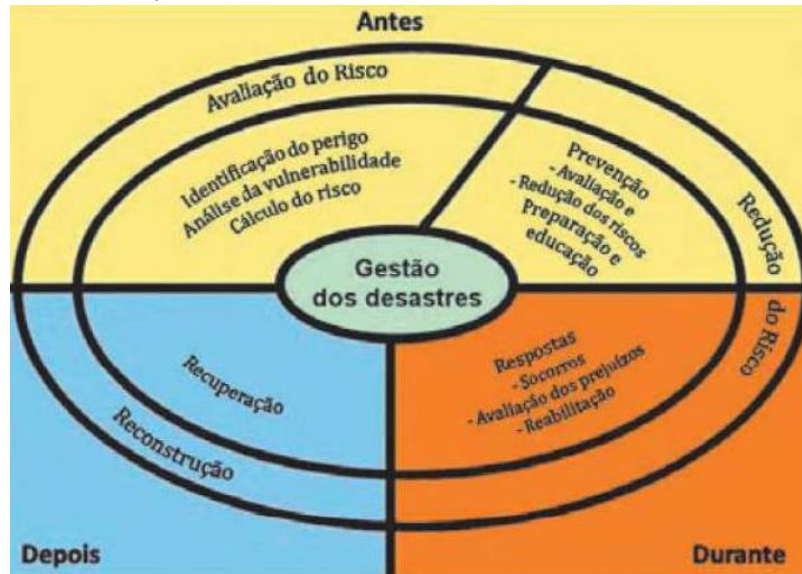 Antes
Avaliação do Risco
Identificação do perigo
Análise da vulnerabilidade
Cálculo do risco
Prevenção
- Avaliação e
- Redução dos riscos
Preparação e
educação
Redução
do Risco
Gestão
dos desastres
Respostas
- Socorros
- Avaliação dos prejuízos
- Reabilitação
Recuperação
Reconstrução
Depois
Durante